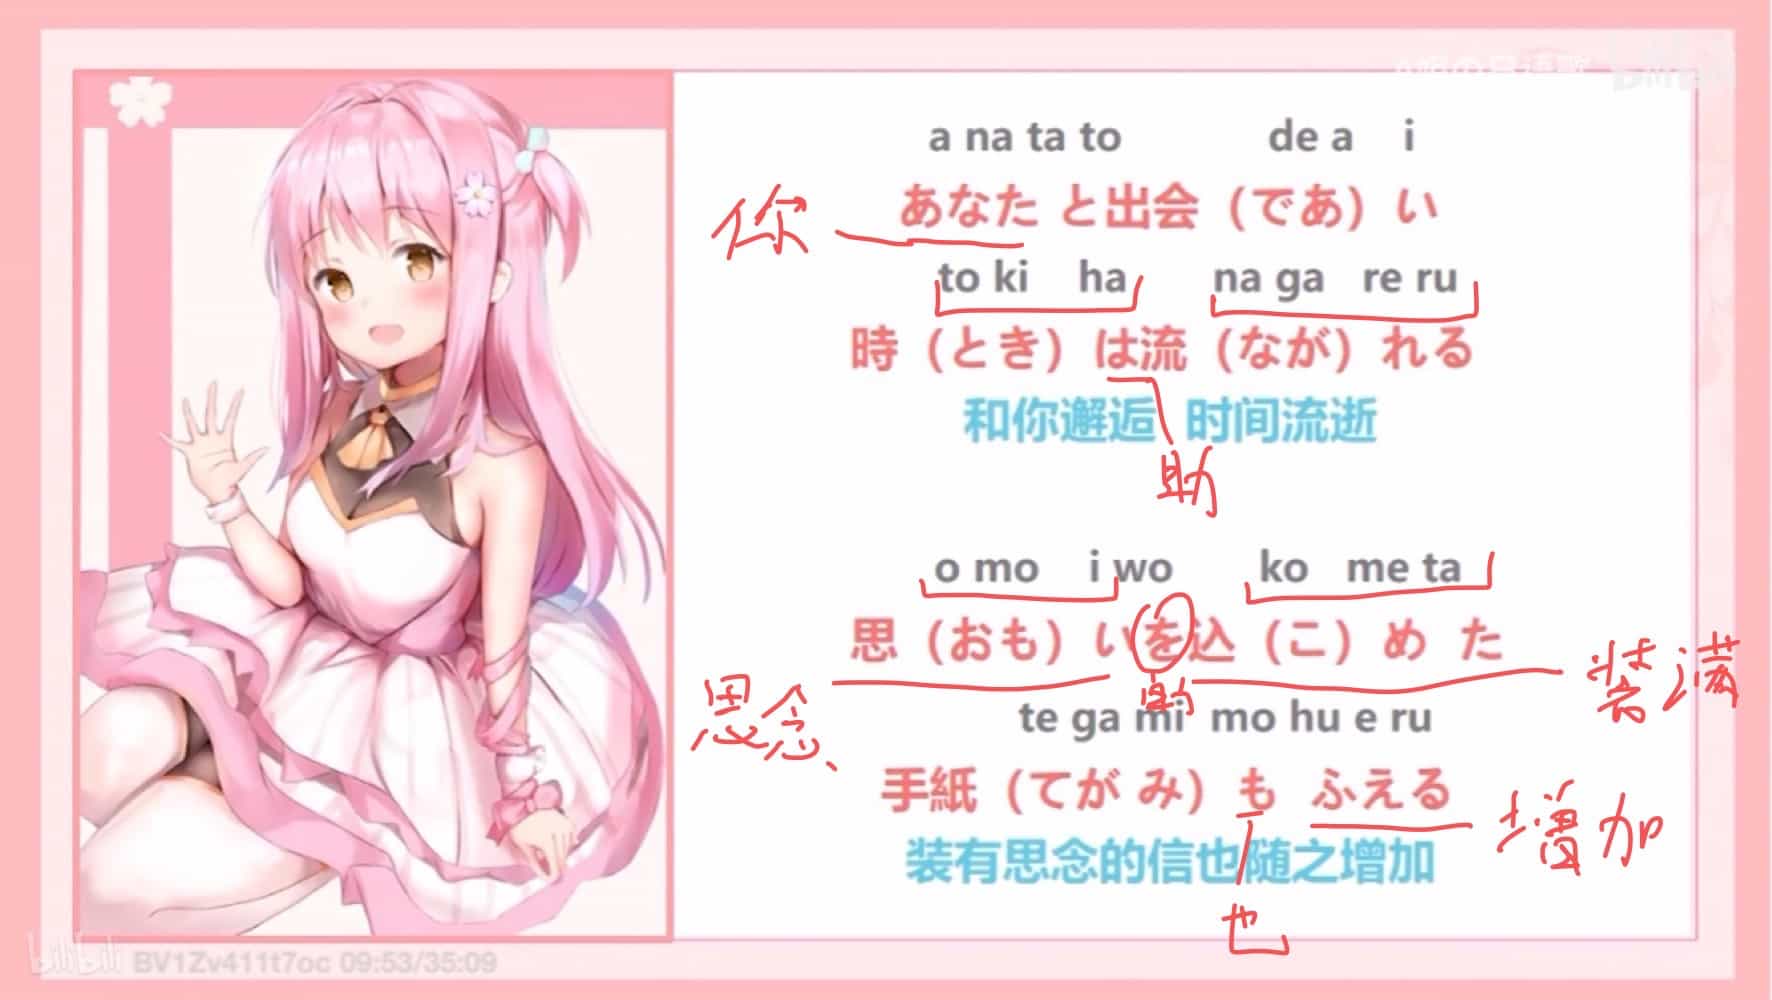 a na ta to de a i
你 あなた と出会（であ）い
to ki ha na ga re ru
時（とき）は流（なが）れる
和你邂逅 时间流逝
助
o mo i wo ko me ta
思（おも）いを込（こ）め た
思念、 助 装满
te ga mi mo hu e ru
手紙（てが み）も ふえる
增加
装有思念的信也随之增加
也
bilibili BV1Zv411t7oc 09:53/35:09